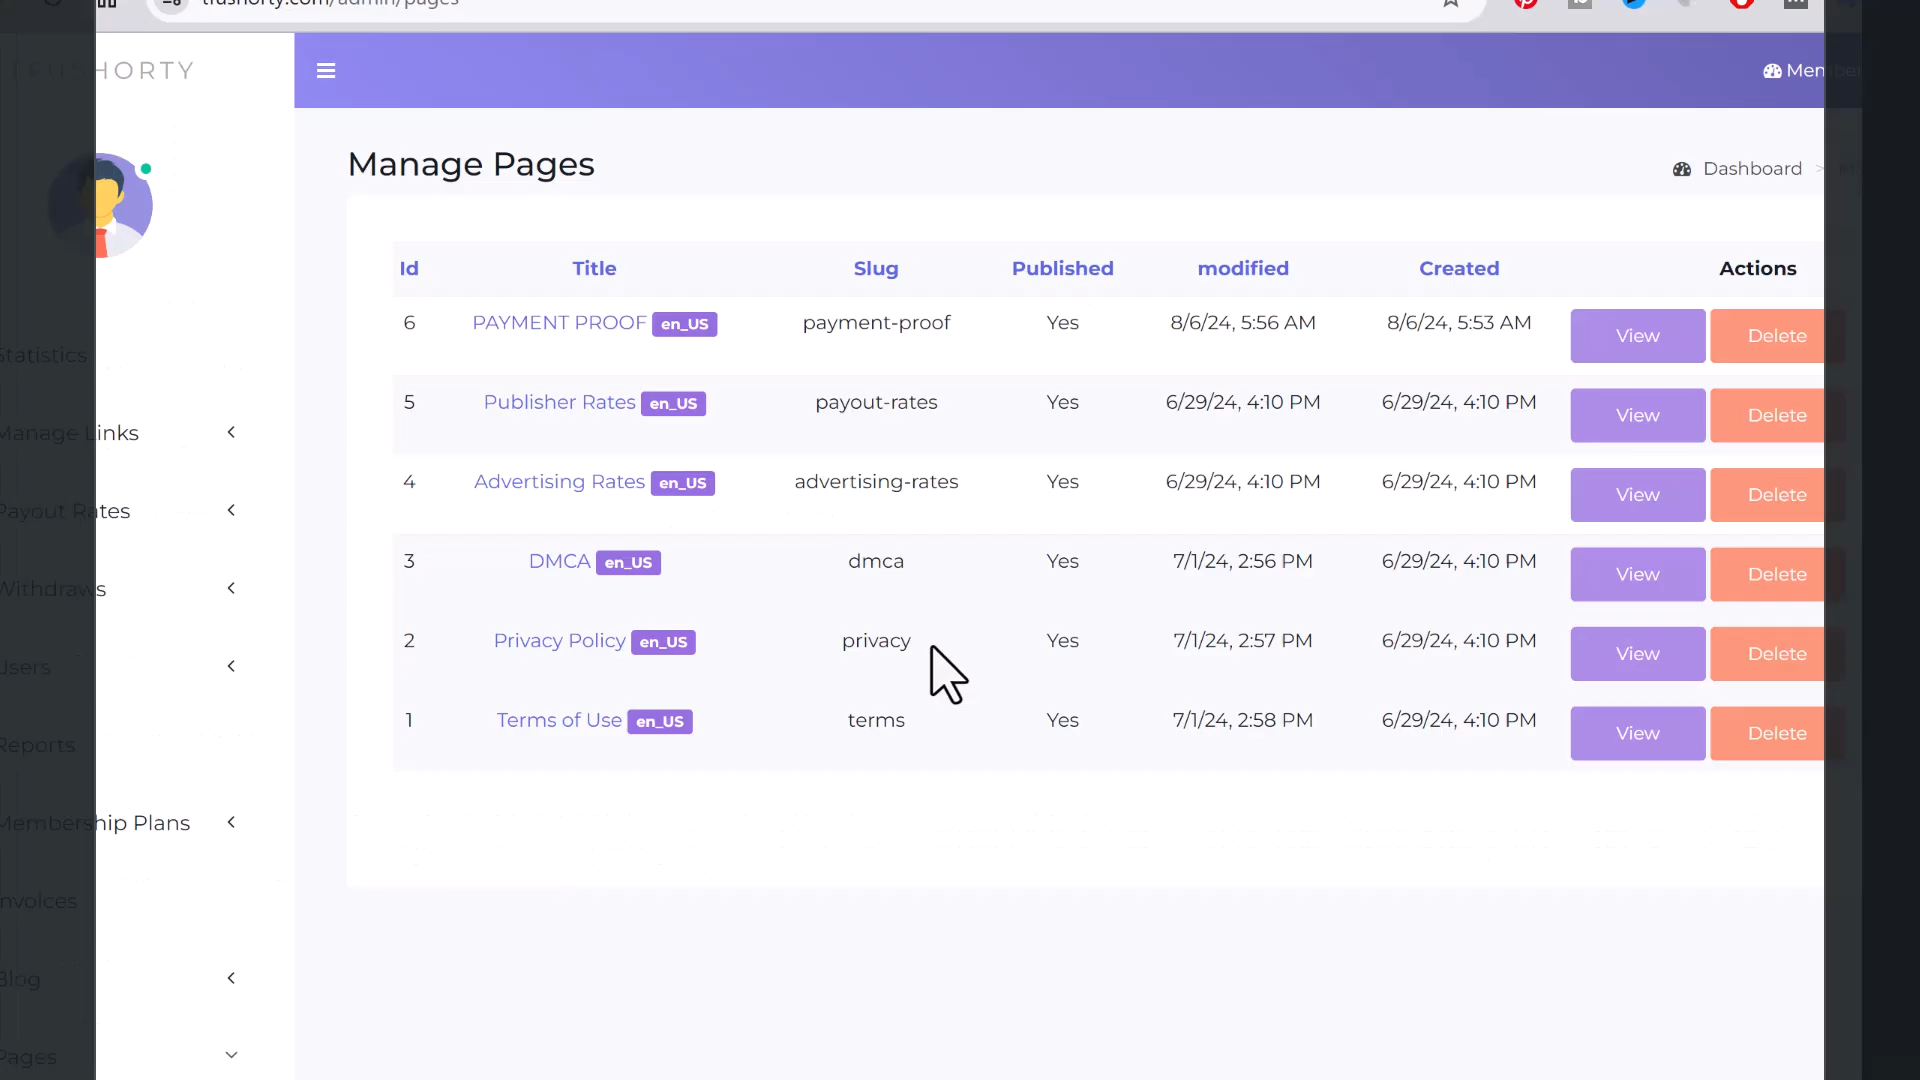 trushorty.com/admin/pages
TRUSHORTY
Member
Manage Pages
Dashboard >
Id Title Slug Published modified Created Actions
6 PAYMENT PROOF en_US payment-proof Yes 8/6/24, 5:56 AM 8/6/24, 5:53 AM View Delete
5 Publisher Rates en_US payout-rates Yes 6/29/24, 4:10 PM 6/29/24, 4:10 PM View Delete
4 Advertising Rates en_US advertising-rates Yes 6/29/24, 4:10 PM 6/29/24, 4:10 PM View Delete
3 DMCA en_US dmca Yes 7/1/24, 2:56 PM 6/29/24, 4:10 PM View Delete
2 Privacy Policy en_US privacy Yes 7/1/24, 2:57 PM 6/29/24, 4:10 PM View Delete
1 Terms of Use en_US terms Yes 7/1/24, 2:58 PM 6/29/24, 4:10 PM View Delete
Statistics
Manage Links
Payout Rates
Withdraws
Users
Reports
Membership Plans
Invoices
Blog
Pages